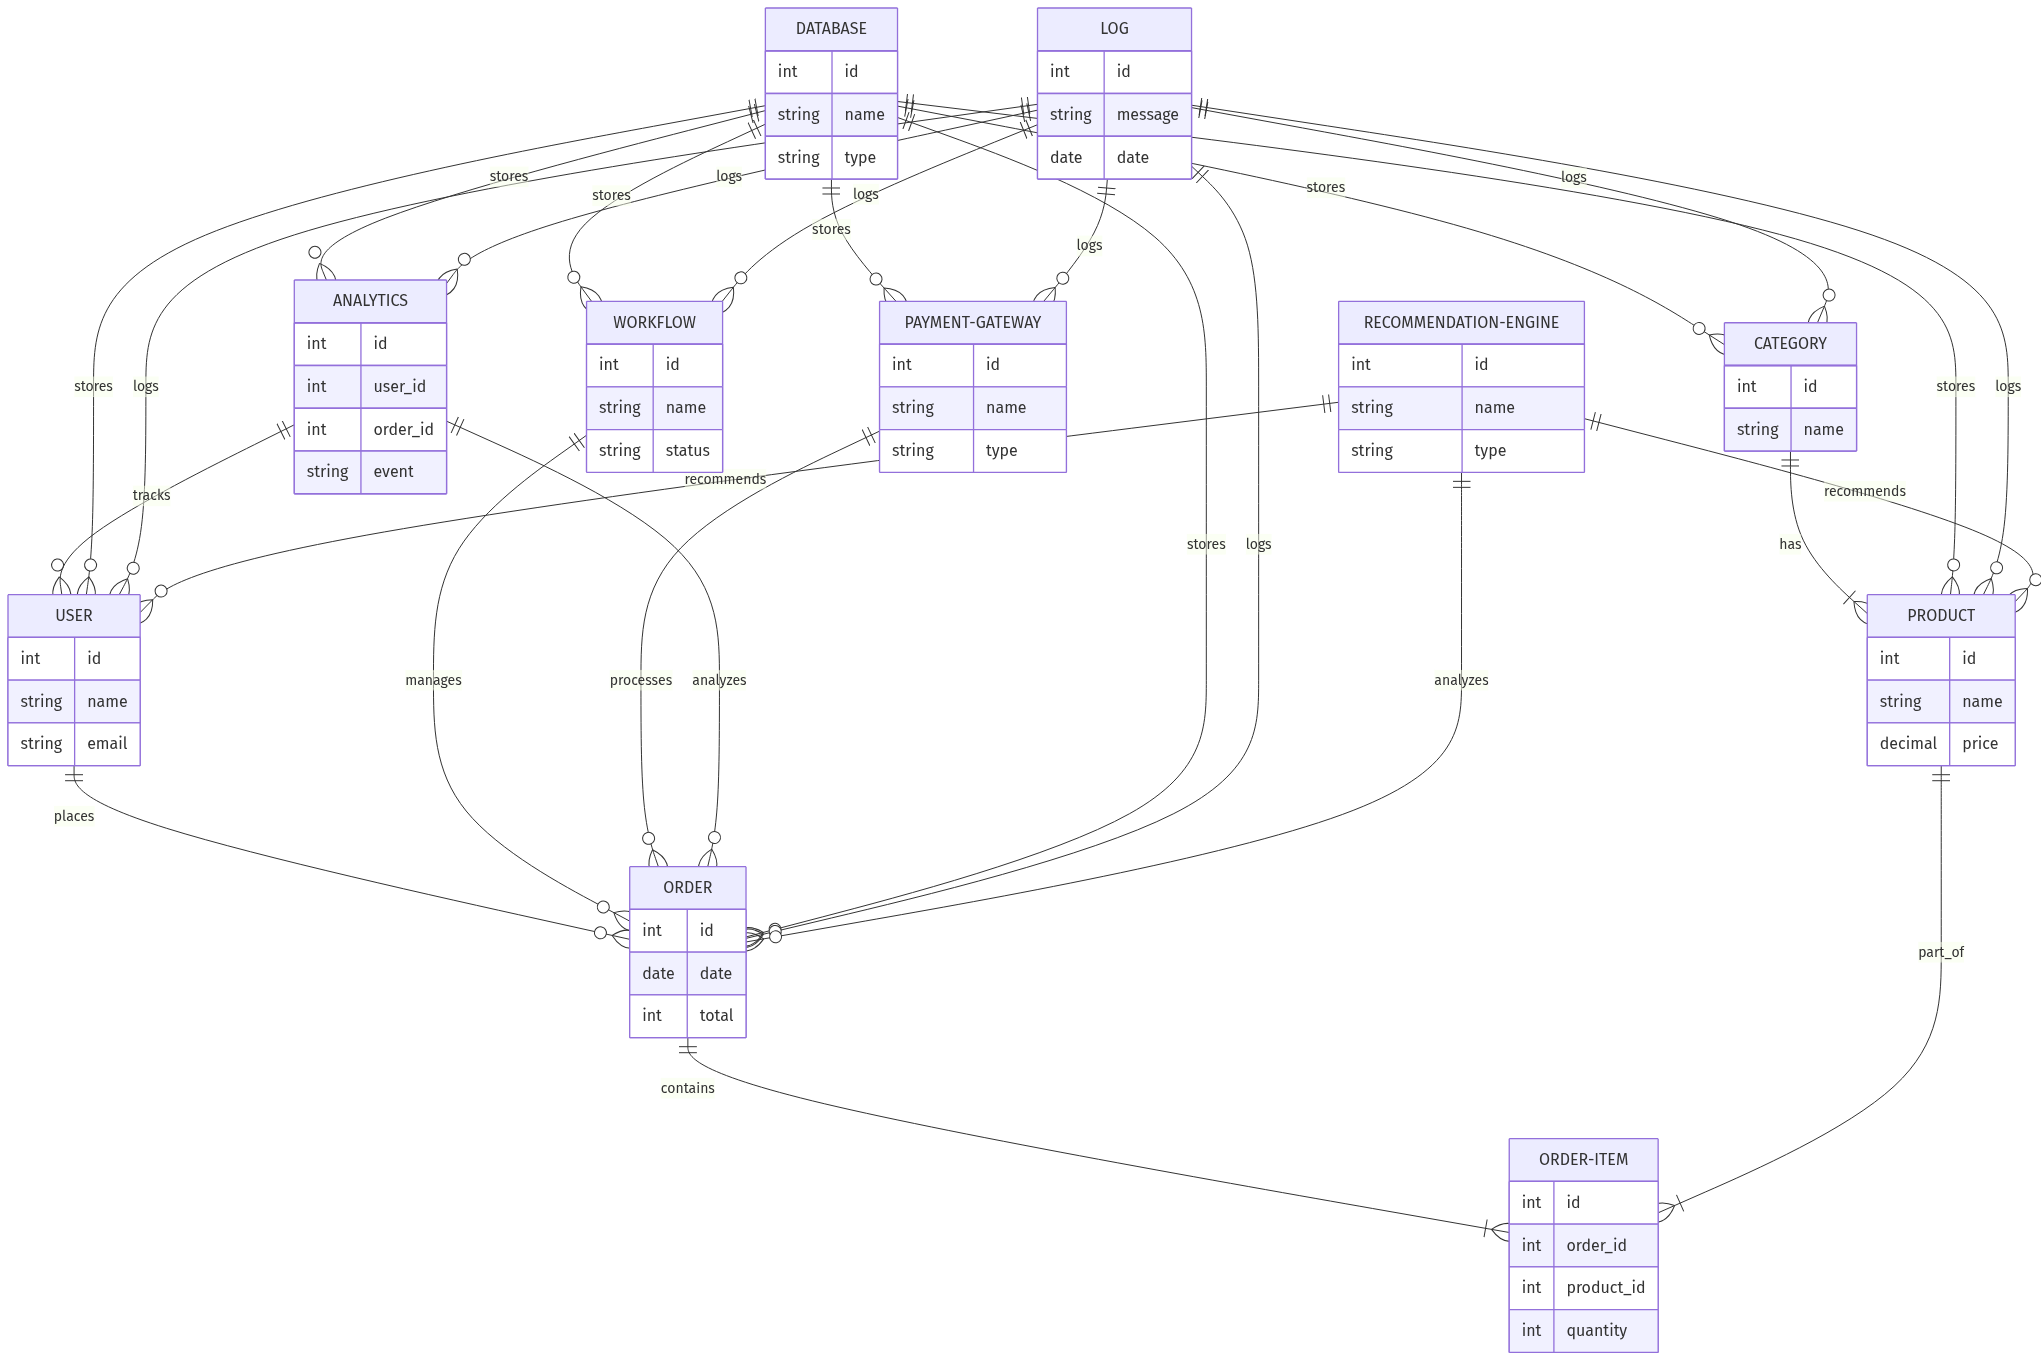 DATABASE
int id
string name
string type
LOG
int id
string message
date date
stores
logs
stores
logs
stores
logs
stores
logs
ANALYTICS
int id
int user_id
int order_id
string event
WORKFLOW
int id
string name
string status
PAYMENT-GATEWAY
int id
string name
string type
RECOMMENDATION-ENGINE
int id
string name
string type
CATEGORY
int id
string name
stores
logs
stores
logs
tracks
recommends
recommends
stores
logs
has
USER
int id
string name
string email
PRODUCT
int id
string name
decimal price
manages
processes
analyzes
analyzes
places
ORDER
int id
date date
int total
part_of
contains
ORDER-ITEM
int id
int order_id
int product_id
int quantity